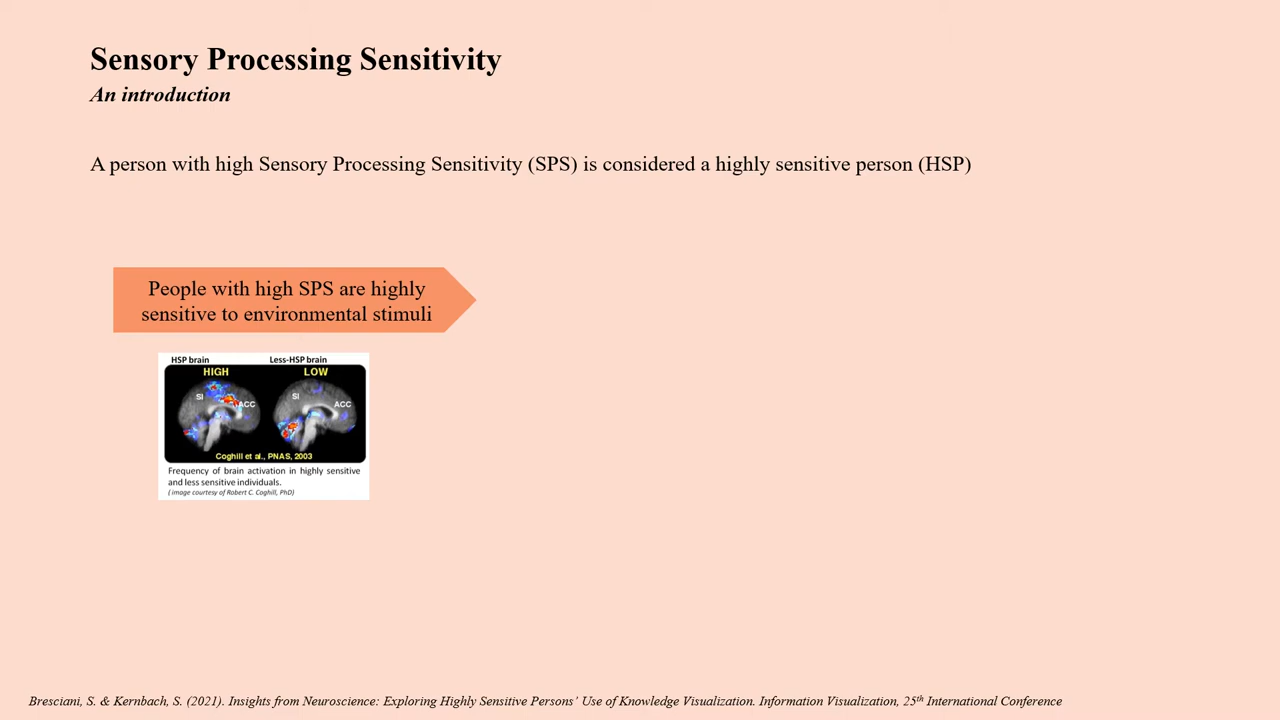 Sensory Processing Sensitivity
An introduction
A person with high Sensory Processing Sensitivity (SPS) is considered a highly sensitive person (HSP)
People with high SPS are highly
sensitive to environmental stimuli
HSP brain Less-HSP brain
HIGH LOW
SI ACC SI ACC
Coghill et al., PNAS, 2003
Frequency of brain activation in highly sensitive
and less sensitive individuals.
( image courtesy of Robert C. Coghill, PhD)
Bresciani, S. & Kernbach, S. (2021). Insights from Neuroscience: Exploring Highly Sensitive Persons’ Use of Knowledge Visualization. Information Visualization, 25th International Conference